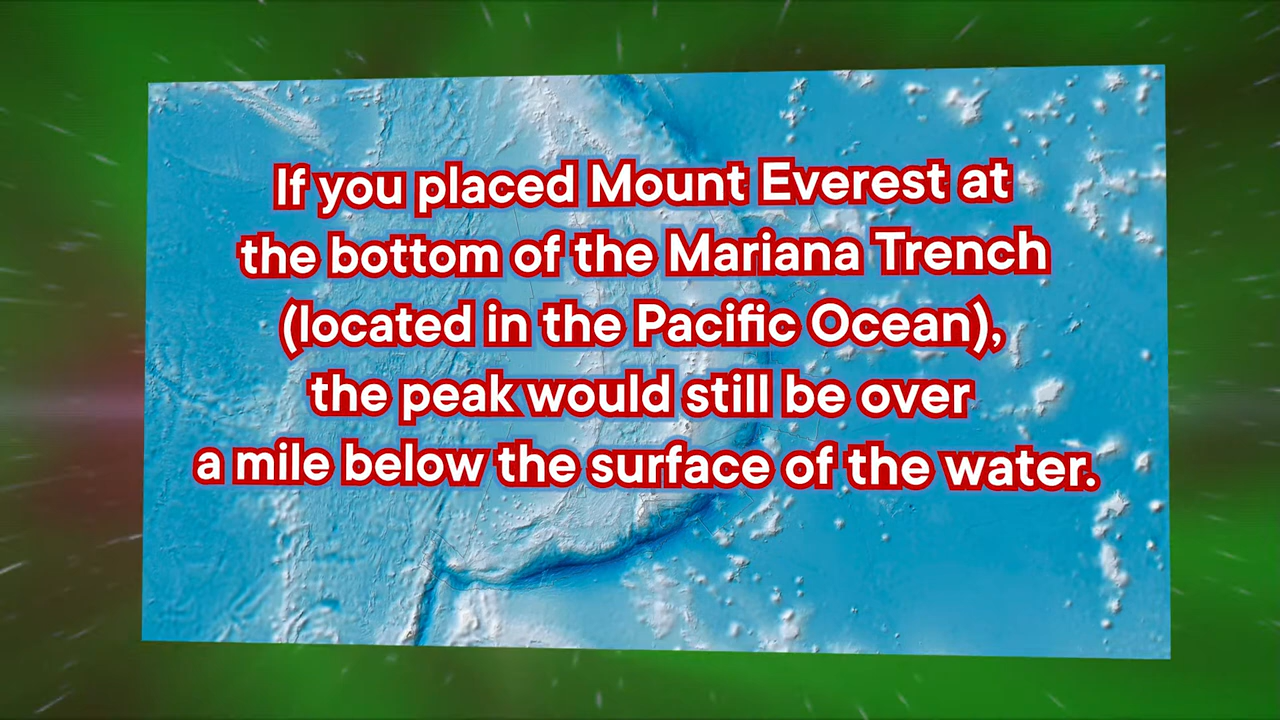 If you placed Mount Everest at
the bottom of the Mariana Trench
(located in the Pacific Ocean),
the peak would still be over
a mile below the surface of the water.